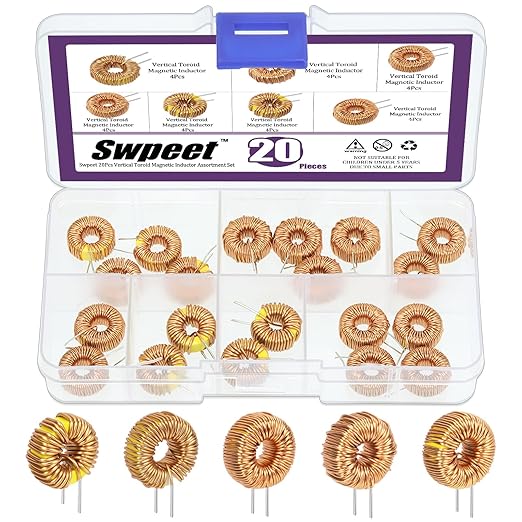 Vertical Toroid
Magnetic Inductor
4Pcs
Vertical Toroid
Magnetic Inductor
4Pcs
Vertical Toroid
Magnetic Inductor
4Pcs
Vertical Toroid
Magnetic Inductor
4Pcs
Vertical Toroid
Magnetic Inductor
4Pcs
Vertical Toroid
Magnetic Inductor
4Pcs
Vertical Toroid
Magnetic Inductor
6Pcs
Swpeet™
Swpeet 20Pcs Vertical Toroid Magnetic Inductor Assortment Set
20
Pieces
warning
NOT SUITABLE FOR
CHILDREN UNDER 3 YEARS
DUE TO SMALL PARTS